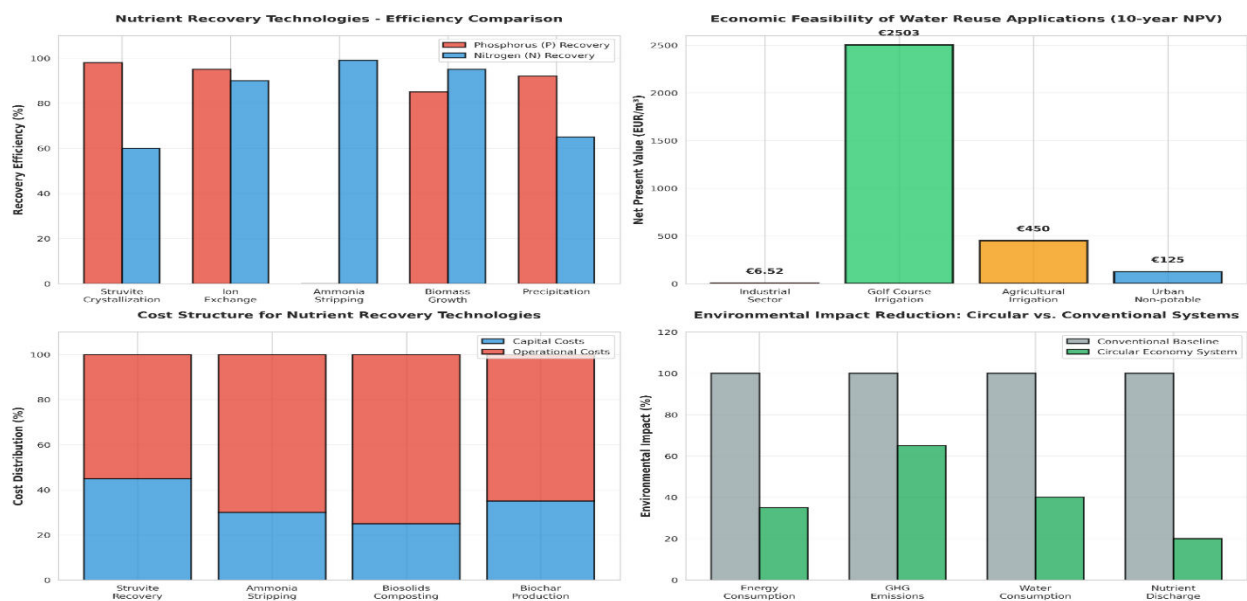 Nutrient Recovery Technologies - Efficiency Comparison
Recovery Efficiency (%)
100
80
60
40
20
0
Phosphorus (P) Recovery
Nitrogen (N) Recovery
Struvite
Crystallization
Ion
Exchange
Ammonia
Stripping
Biomass
Growth
Precipitation
Economic Feasibility of Water Reuse Applications (10-year NPV)
Net Present Value (EUR/m³)
2500
2000
1500
1000
500
0
€6.52
€2503
€450
€125
Industrial
Sector
Golf Course
Irrigation
Agricultural
Irrigation
Urban
Non-potable
Cost Structure for Nutrient Recovery Technologies
Cost Distribution (%)
100
80
60
40
20
0
Capital Costs
Operational Costs
Struvite
Recovery
Ammonia
Stripping
Biosolids
Composting
Biochar
Production
Environmental Impact Reduction: Circular vs. Conventional Systems
Environmental Impact (%)
120
100
80
60
40
20
0
Conventional Baseline
Circular Economy System
Energy
Consumption
GHG
Emissions
Water
Consumption
Nutrient
Discharge